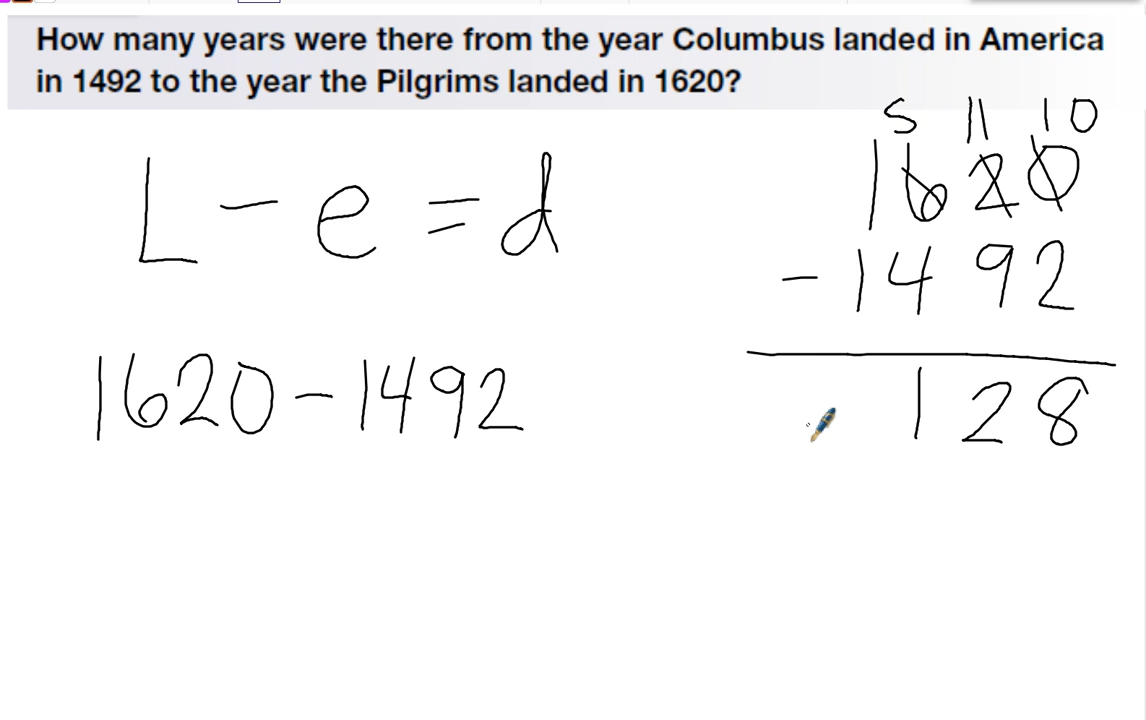 How many years were there from the year Columbus landed in America
in 1492 to the year the Pilgrims landed in 1620?
L - e = d
1620 - 1492
5 11 10
1620
- 1492
128